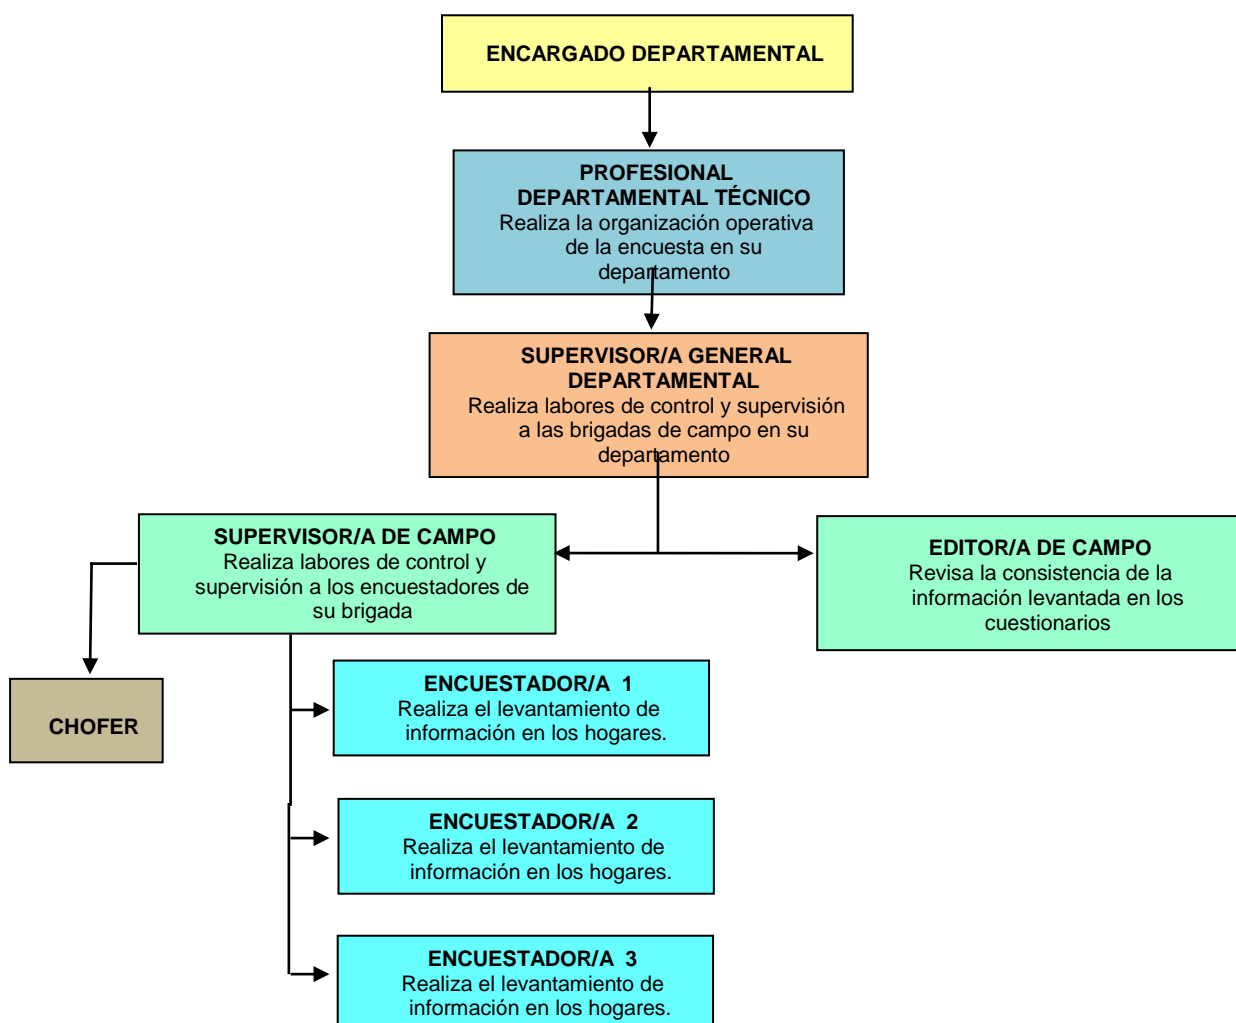 ENCARGADO DEPARTAMENTAL
PROFESIONAL
DEPARTAMENTAL TÉCNICO
Realiza la organización operativa
de la encuesta en su
departamento
SUPERVISOR/A GENERAL
DEPARTAMENTAL
Realiza labores de control y supervisión
a las brigadas de campo en su
departamento
SUPERVISOR/A DE CAMPO
Realiza labores de control y
supervisión a los encuestadores de
su brigada
EDITOR/A DE CAMPO
Revisa la consistencia de la
información levantada en los
cuestionarios
CHOFER
ENCUESTADOR/A 1
Realiza el levantamiento de
información en los hogares.
ENCUESTADOR/A 2
Realiza el levantamiento de
información en los hogares.
ENCUESTADOR/A 3
Realiza el levantamiento de
información en los hogares.